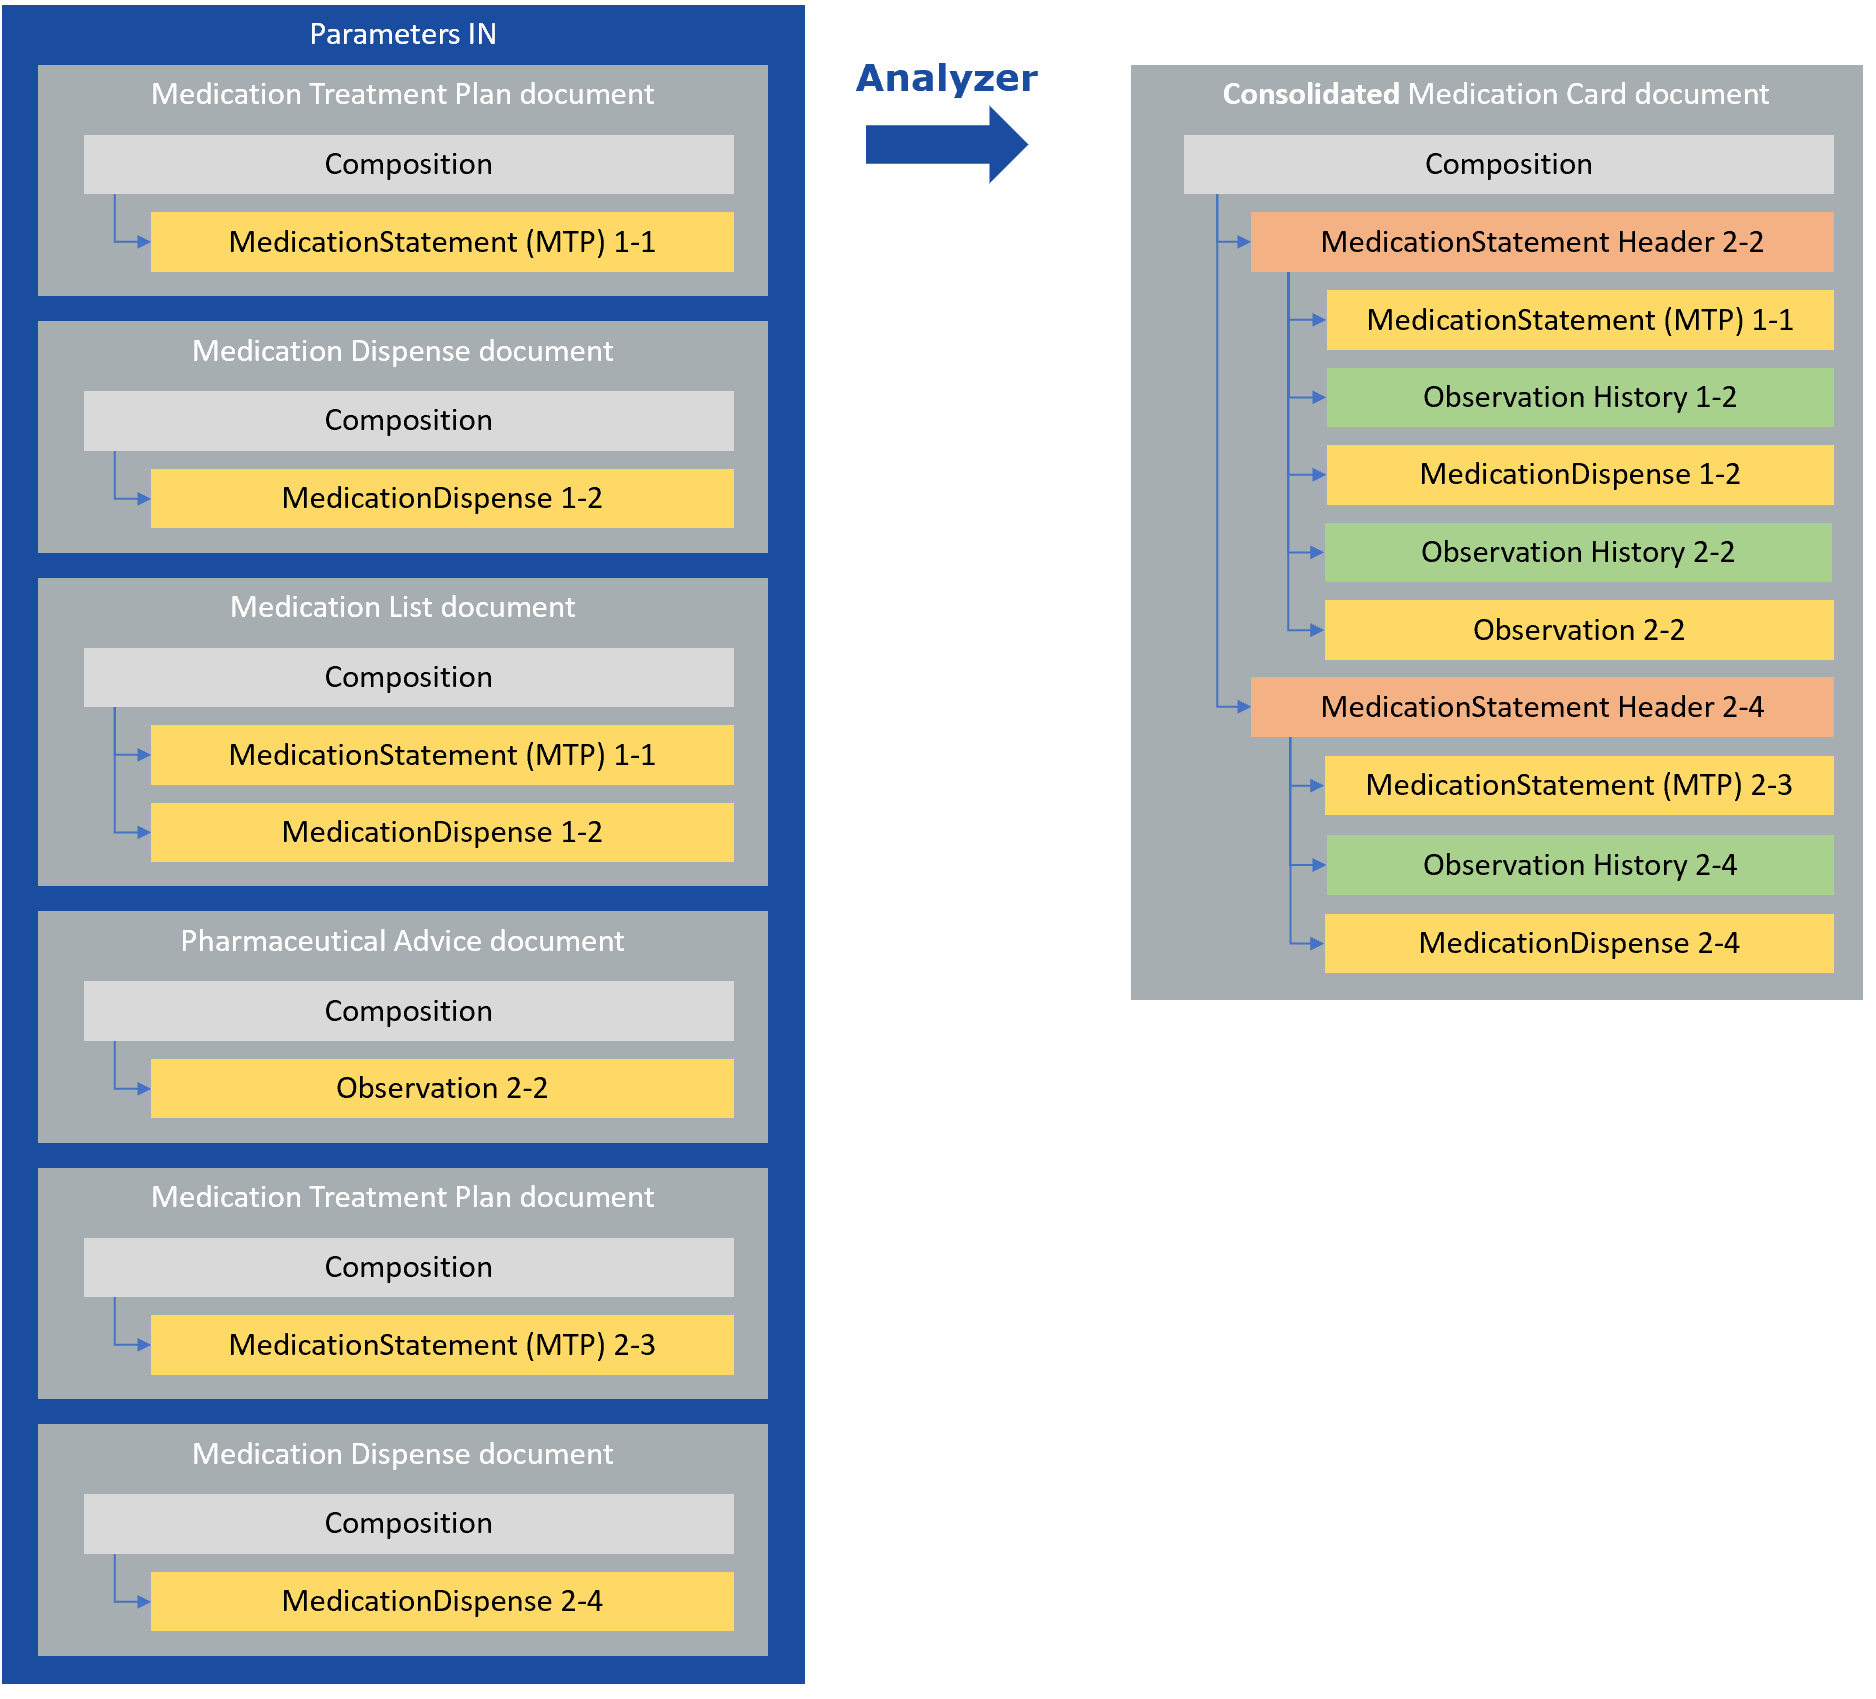 Parameters IN
Medication Treatment Plan document
Composition
MedicationStatement (MTP) 1-1
Medication Dispense document
Composition
MedicationDispense 1-2
Medication List document
Composition
MedicationStatement (MTP) 1-1
MedicationDispense 1-2
Pharmaceutical Advice document
Composition
Observation 2-2
Medication Treatment Plan document
Composition
MedicationStatement (MTP) 2-3
Medication Dispense document
Composition
MedicationDispense 2-4
Analyzer
Consolidated Medication Card document
Composition
MedicationStatement Header 2-2
MedicationStatement (MTP) 1-1
Observation History 1-2
MedicationDispense 1-2
Observation History 2-2
Observation 2-2
MedicationStatement Header 2-4
MedicationStatement (MTP) 2-3
Observation History 2-4
MedicationDispense 2-4